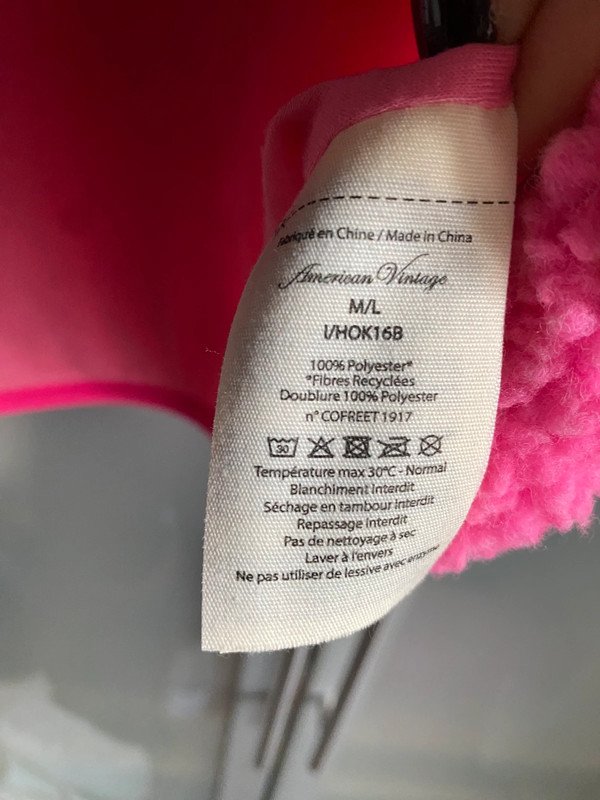 Fabriqué en Chine / Made in China
American Vintage
M/L
I/HOK16B
100% Polyester*
*Fibres Recyclées
Doublure 100% Polyester
n° COFREET 1917
30
Température max 30°C - Normal
Blanchiment Interdit
Séchage en tambour interdit
Repassage Interdit
Pas de nettoyage à sec
Laver à l'envers
Ne pas utiliser de lessive avec enzyme